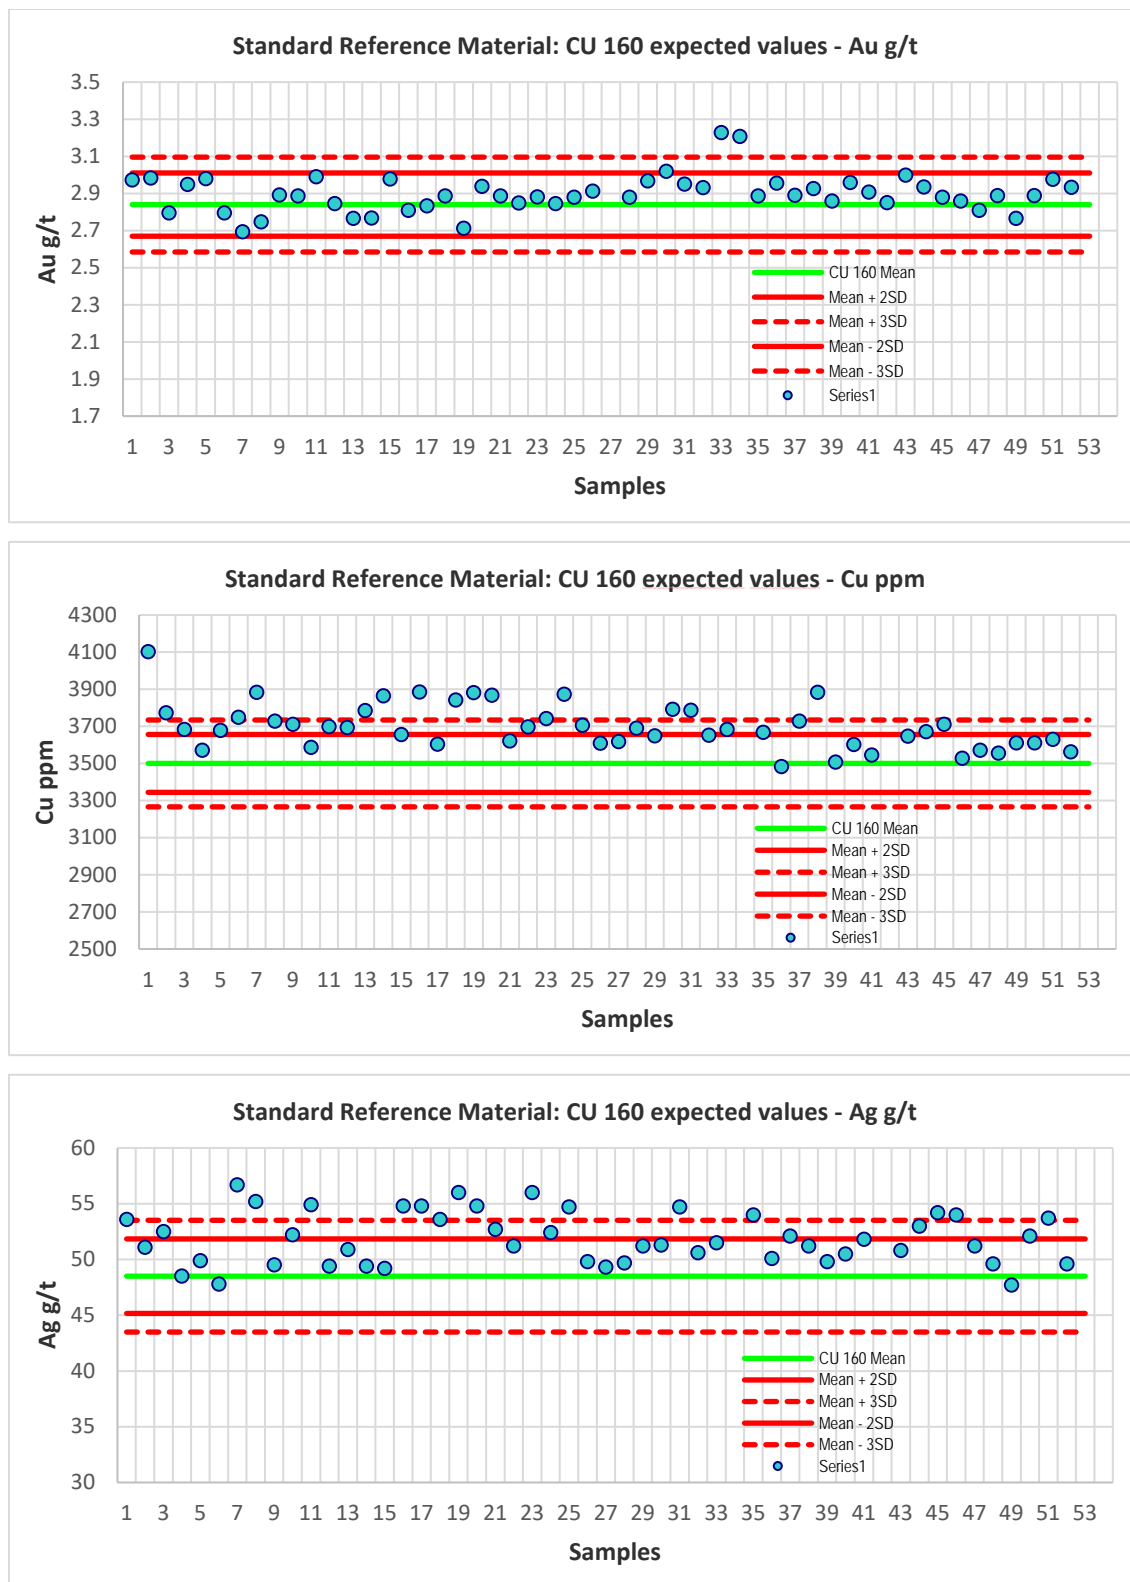 Standard Reference Material: CU 160 expected values - Au g/t
3.5
3.3
3.1
2.9
2.7
2.5
2.3
2.1
1.9
1.7
Au g/t
CU 160 Mean
Mean + 2SD
Mean + 3SD
Mean - 2SD
Mean - 3SD
Series1
1 3 5 7 9 11 13 15 17 19 21 23 25 27 29 31 33 35 37 39 41 43 45 47 49 51 53
Samples
Standard Reference Material: CU 160 expected values - Cu ppm
4300
4100
3900
3700
3500
3300
3100
2900
2700
2500
Cu ppm
CU 160 Mean
Mean + 2SD
Mean + 3SD
Mean - 2SD
Mean - 3SD
Series1
1 3 5 7 9 11 13 15 17 19 21 23 25 27 29 31 33 35 37 39 41 43 45 47 49 51 53
Samples
Standard Reference Material: CU 160 expected values - Ag g/t
60
55
50
45
40
35
30
Ag g/t
CU 160 Mean
Mean + 2SD
Mean + 3SD
Mean - 2SD
Mean - 3SD
Series1
1 3 5 7 9 11 13 15 17 19 21 23 25 27 29 31 33 35 37 39 41 43 45 47 49 51 53
Samples